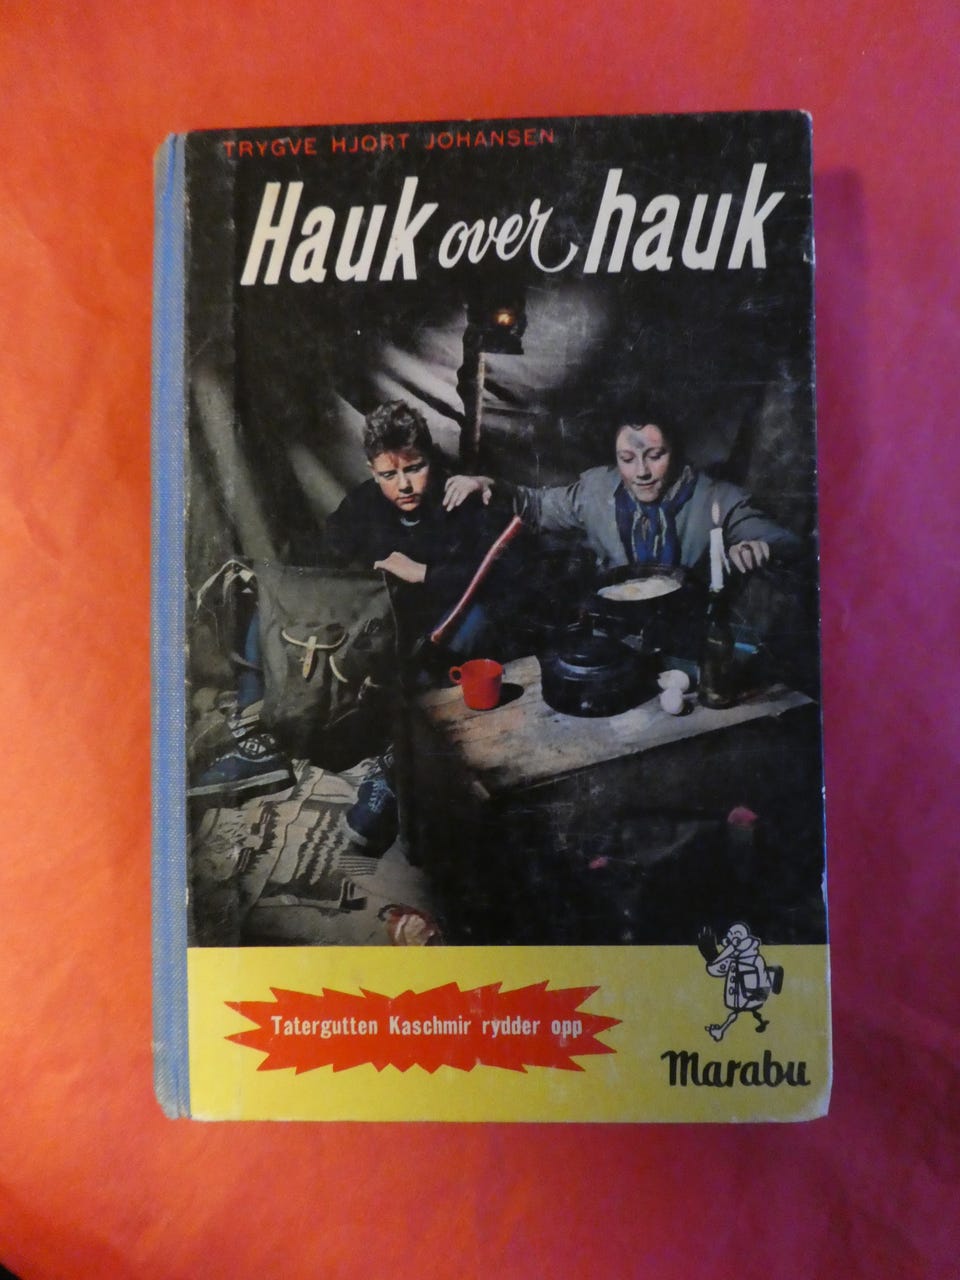 TRYGVE HJORT JOHANSEN
Hauk over hauk
Tatergutten Kaschmir rydder opp
Marabu